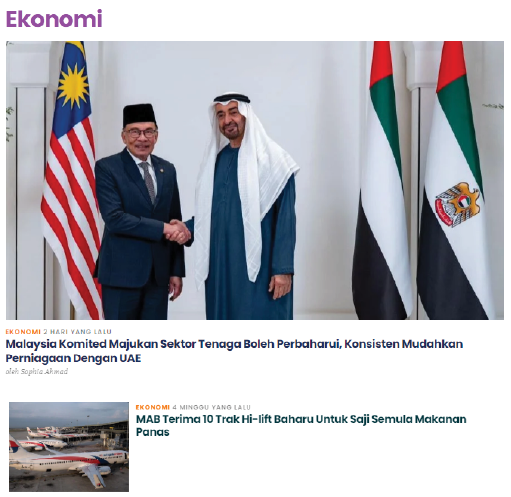 Ekonomi
EKONOMI 2 HARI YANG LALU
Malaysia Komited Majukan Sektor Tenaga Boleh Perbaharui, Konsisten Mudahkan
Perniagaan Dengan UAE
oleh Sophia Ahmad
EKONOMI 4 MINGGU YANG LALU
MAB Terima 10 Trak Hi-lift Baharu Untuk Saji Semula Makanan
Panas